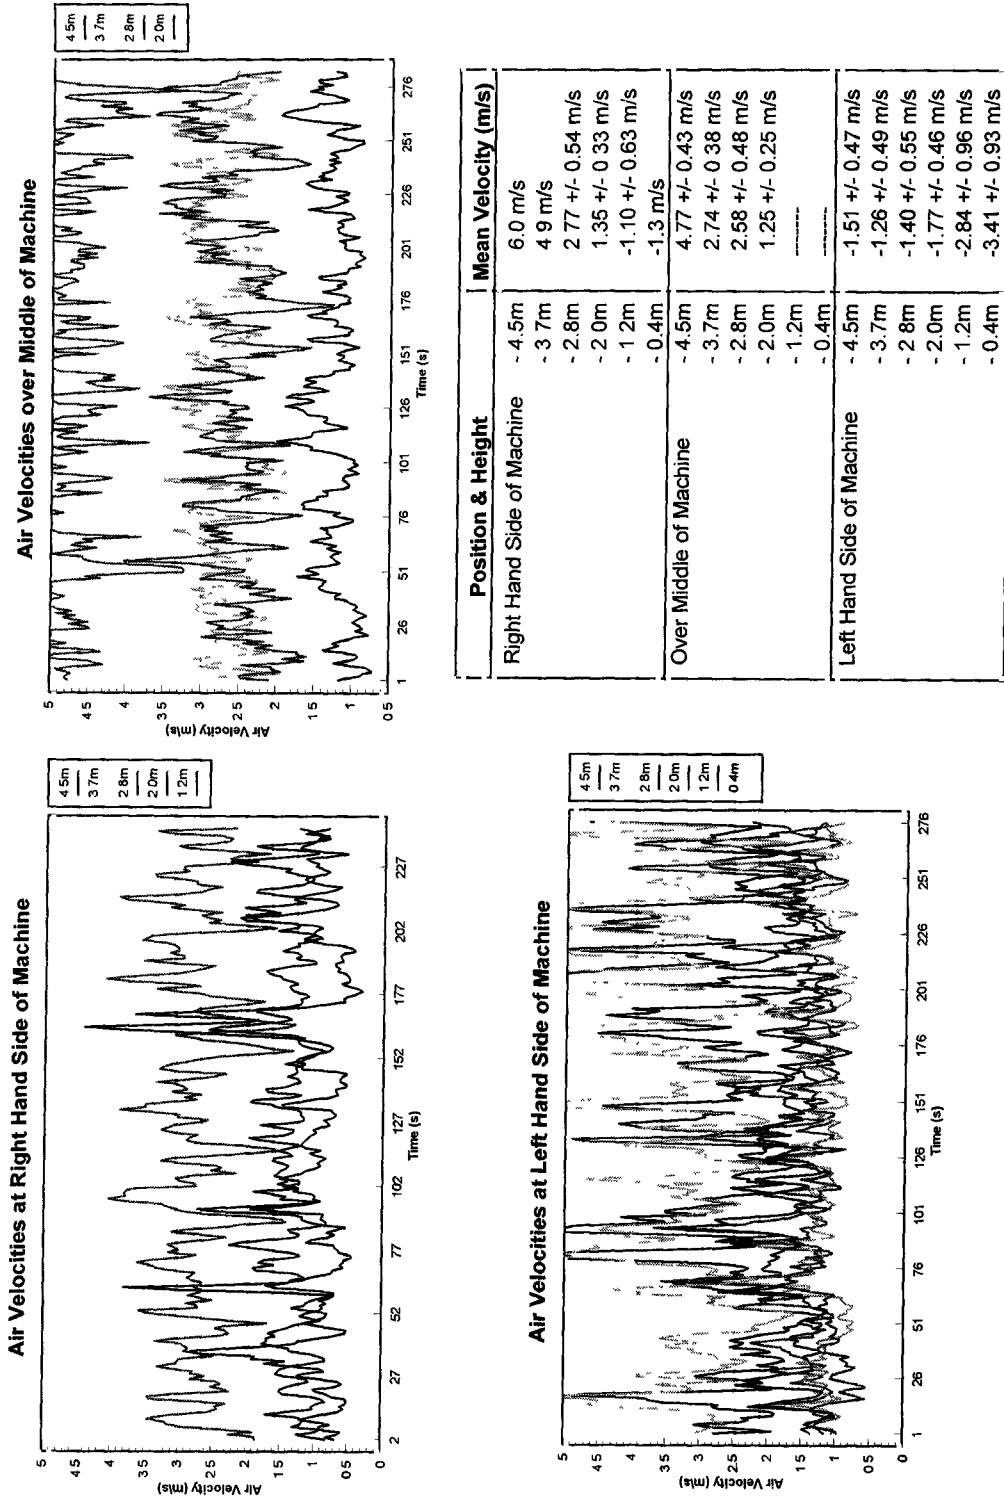 Air Velocities at Right Hand Side of Machine
Air Velocity (m/s)
5
4 5
4
3 5
3
2 5
2
1 5
1
0 5
2
27
52
77
102
127
152
177
202
227
Time (s)
4 5m
3 7m
2 8m
2 0m
1 2m
Air Velocities over Middle of Machine
Air Velocity (m/s)
5
4 5
4
3 5
3
2 5
2
1 5
1
0 5
1
26
51
76
101
126
151
176
201
226
251
276
Time (s)
4 5m
3 7m
2 8m
2 0m
Air Velocities at Left Hand Side of Machine
Air Velocity (m/s)
5
4 5
4
3 5
3
2.5
2
1 5
1
0 5
0
1
26
51
76
101
126
151
176
201
226
251
276
Time (s)
4 5m
3 7m
2 8m
2 0m
1 2m
0 4m
Position & Height Mean Velocity (m/s)
Right Hand Side of Machine - 4.5m 6.0 m/s
- 3 7m 4 9 m/s
- 2.8m 2 77 +/- 0.54 m/s
- 2 0m 1.35 +/- 0 33 m/s
- 1 2m -1.10 +/- 0.63 m/s
- 0.4m -1.3 m/s
Over Middle of Machine - 4.5m 4.77 +/- 0.43 m/s
- 3.7m 2.74 +/- 0 38 m/s
- 2.8m 2.58 +/- 0.48 m/s
- 2.0m 1.25 +/- 0.25 m/s
- 1.2m --------
- 0.4m --------
Left Hand Side of Machine - 4.5m -1.51 +/- 0.47 m/s
- 3.7m -1.26 +/- 0.49 m/s
- 2 8m -1.40 +/- 0.55 m/s
- 2.0m -1.77 +/- 0.46 m/s
- 1.2m -2.84 +/- 0.96 m/s
- 0.4m -3.41 +/- 0.93 m/s